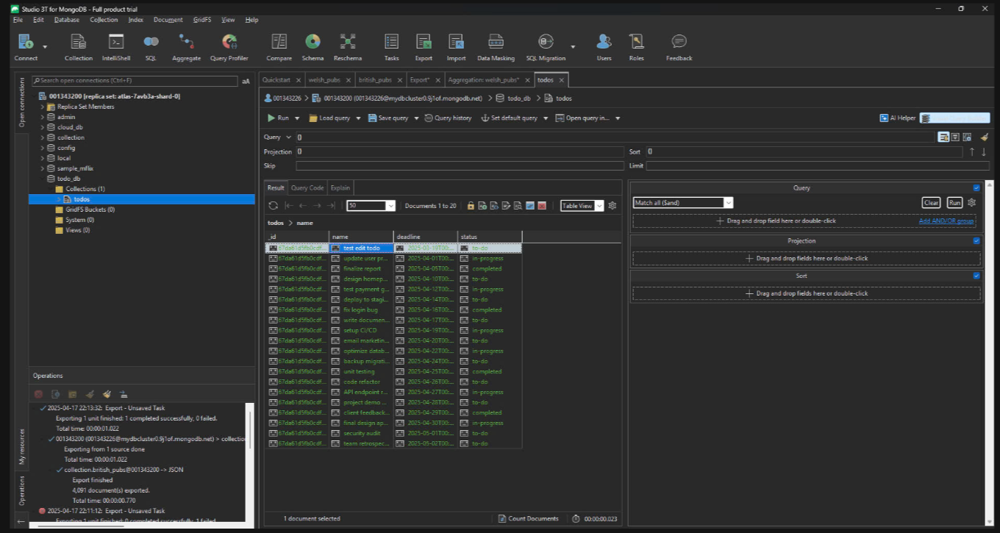 Studio 3T for MongoDB - Full product trial
File Edit Database Collection Index Document GridFS View Help
Connect Collection IntelliShell SQL Aggregate Query Profiler Compare Schema Reschema Tasks Export Import Data Masking SQL Migration Users Roles Feedback
Open connections
Search open connections (Ctrl+F) aA
001343200 [replica set: atlas-7avb3a-shard-0]
Replica Set Members
admin
cloud_db
collection
config
local
sample_mflix
todo_db
Collections (1)
todos
GridFS Buckets (0)
System (0)
Views (0)
My resources
Operations
Operations
2025-04-17 22:13:32: Export - Unsaved Task
Exporting 1 unit finished: 1 completed successfully, 0 failed.
Total time: 00:00:01.022
001343200 (001343226@mydbcluster0.9j1of.mongodb.net) > collectio
Exporting from 1 source done
Total time: 00:00:01.022
collection.british_pubs@001343200 -> JSON
Export finished
4,091 document(s) exported.
Total time: 00:00:00.770
2025-04-17 22:11:12: Export - Unsaved Task
Exporting 1 unit finished: 0 completed successfully, 1 failed.
Quickstart welsh_pubs british_pubs Export* Aggregation: welsh_pubs* todos
001343226 > 001343200 (001343226@mydbcluster0.9j1of.mongodb.net) > todo_db > todos
Run Load query Save query Query history Set default query Open query in... AI Helper
Query {}
Projection {} Sort {}
Skip Limit
Result Query Code Explain
50 Documents 1 to 20 Table View
todos > name
_id name deadline status
67da61d5fb0cdf... test edit todo 2025-03-19T00:... to-do
67da61d5fb0cdf... update user pr... 2025-04-01T00:... in-progress
67da61d5fb0cdf... finalize report 2025-04-05T00:... completed
67da61d5fb0cdf... design homep... 2025-04-10T00:... to-do
67da61d5fb0cdf... test payment g... 2025-04-12T00:... in-progress
67da61d5fb0cdf... deploy to stagi... 2025-04-14T00:... to-do
67da61d5fb0cdf... fix login bug 2025-04-16T00:... completed
67da61d5fb0cdf... write documen... 2025-04-17T00:... to-do
67da61d5fb0cdf... setup CI/CD 2025-04-19T00:... in-progress
67da61d5fb0cdf... email marketin... 2025-04-20T00:... to-do
67da61d5fb0cdf... optimize datab... 2025-04-22T00:... in-progress
67da61d5fb0cdf... backup migrati... 2025-04-24T00:... to-do
67da61d5fb0cdf... unit testing 2025-04-25T00:... completed
67da61d5fb0cdf... code refactor 2025-04-26T00:... to-do
67da61d5fb0cdf... API endpoint r... 2025-04-27T00:... in-progress
67da61d5fb0cdf... project demo ... 2025-04-28T00:... to-do
67da61d5fb0cdf... client feedback... 2025-04-29T00:... completed
67da61d5fb0cdf... final design ap... 2025-04-30T00:... in-progress
67da61d5fb0cdf... security audit 2025-05-01T00:... to-do
67da61d5fb0cdf... team retrospec... 2025-05-02T00:... to-do
1 document selected Count Documents 00:00:00.023
Query
Match all ($and) Clear Run
Drag and drop field here or double-click Add AND/OR group
Projection
Drag and drop fields here or double-click
Sort
Drag and drop fields here or double-click